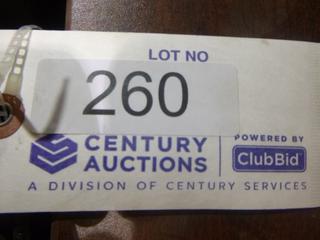 LOT NO
260
CENTURY
AUCTIONS
POWERED BY
ClubBid
A DIVISION OF CENTURY SERVICES